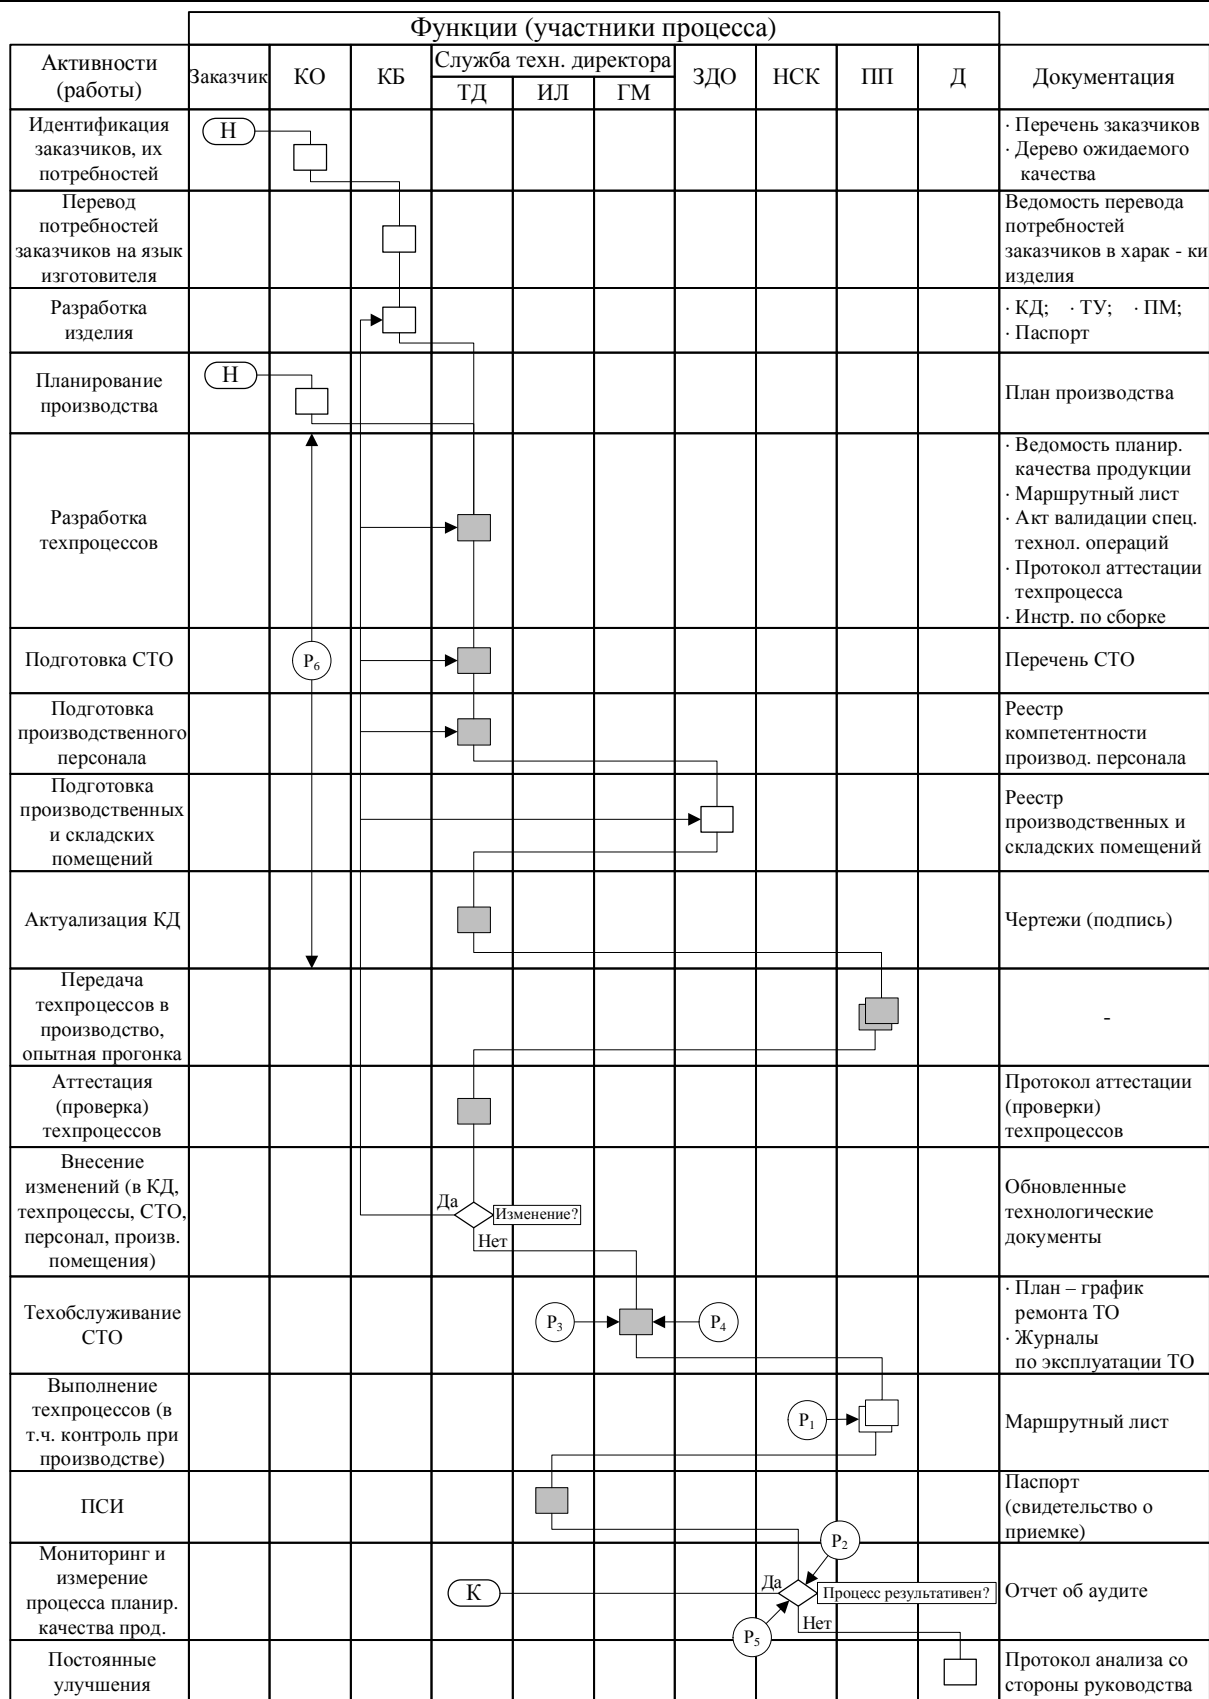 Функции (участники процесса)
Активности
(работы)
Заказчик
КО
КБ
Служба техн. директора
ТД
ИЛ
ГМ
ЗДО
НСК
ПП
Д
Документация
Идентификация
заказчиков, их
потребностей
Н
· Перечень заказчиков
· Дерево ожидаемого
качества
Перевод
потребностей
заказчиков на язык
изготовителя
Ведомость перевода
потребностей
заказчиков в харак - ки
изделия
Разработка
изделия
· КД; · ТУ; · ПМ;
· Паспорт
Планирование
производства
Н
План производства
Разработка
техпроцессов
· Ведомость планир.
качества продукции
· Маршрутный лист
· Акт валидации спец.
технол. операций
· Протокол аттестации
техпроцесса
· Инстр. по сборке
Подготовка СТО
Р6
Перечень СТО
Подготовка
производственного
персонала
Реестр
компетентности
производ. персонала
Подготовка
производственных
и складских
помещений
Реестр
производственных и
складских помещений
Актуализация КД
Чертежи (подпись)
Передача
техпроцессов в
производство,
опытная прогонка
-
Аттестация
(проверка)
техпроцессов
Протокол аттестации
(проверки)
техпроцессов
Внесение
изменений (в КД,
техпроцессы, СТО,
персонал, произв.
помещения)
Да
Изменение?
Нет
Обновленные
технологические
документы
Техобслуживание
СТО
Р3
Р4
· План – график
ремонта ТО
· Журналы
по эксплуатации ТО
Выполнение
техпроцессов (в
т.ч. контроль при
производстве)
Р1
Маршрутный лист
ПСИ
Паспорт
(свидетельство о
приемке)
Мониторинг и
измерение
процесса планир.
качества прод.
К
Р2
Да
Процесс результативен?
Нет
Р5
Отчет об аудите
Постоянные
улучшения
Протокол анализа со
стороны руководства